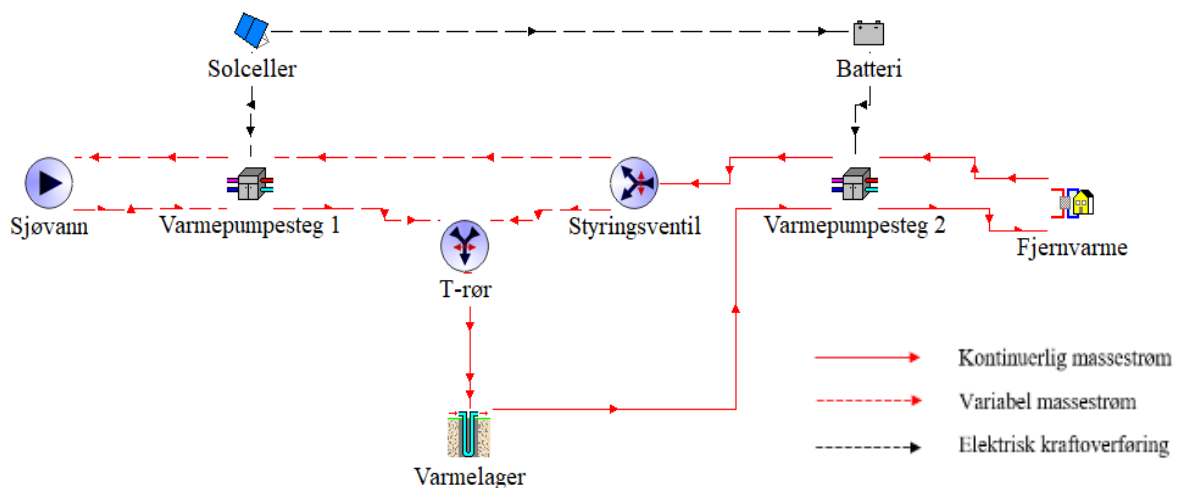 Solceller
Batteri
Sjøvann
Varmepumpesteg 1
Styringsventil
Varmepumpesteg 2
Fjernvarme
T-rør
Kontinuerlig massestrøm
Variabel massestrøm
Elektrisk kraftoverføring
Varmelager